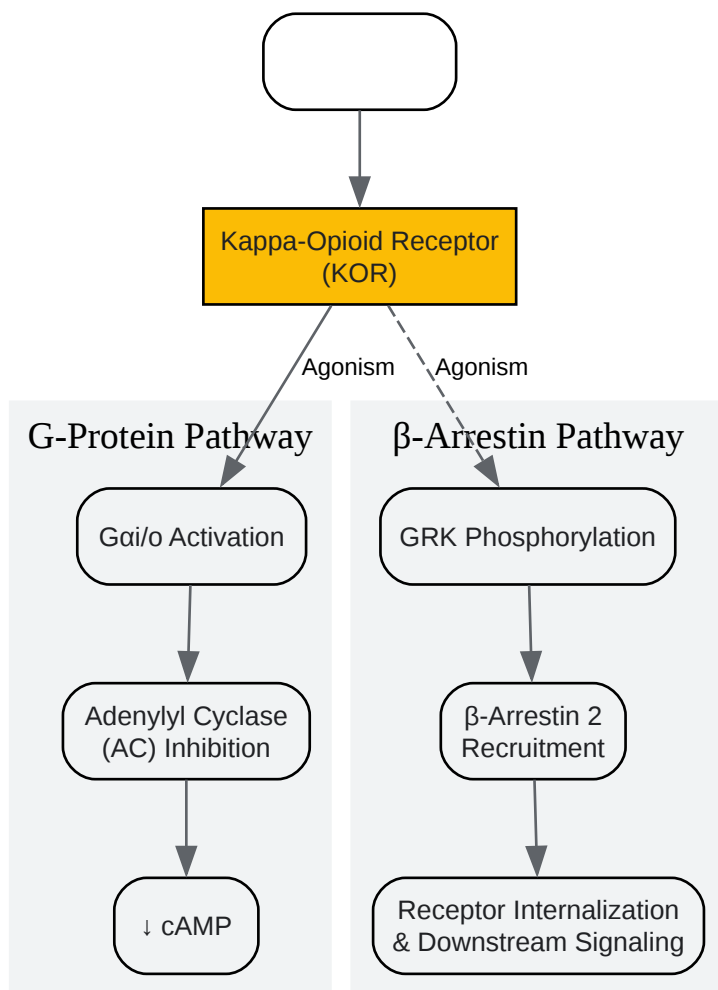 Kappa-Opioid Receptor
(KOR)
Agonism
Agonism
G-Protein Pathway
β-Arrestin Pathway
Gαi/o Activation
GRK Phosphorylation
Adenylyl Cyclase
(AC) Inhibition
β-Arrestin 2
Recruitment
↓ cAMP
Receptor Internalization
& Downstream Signaling